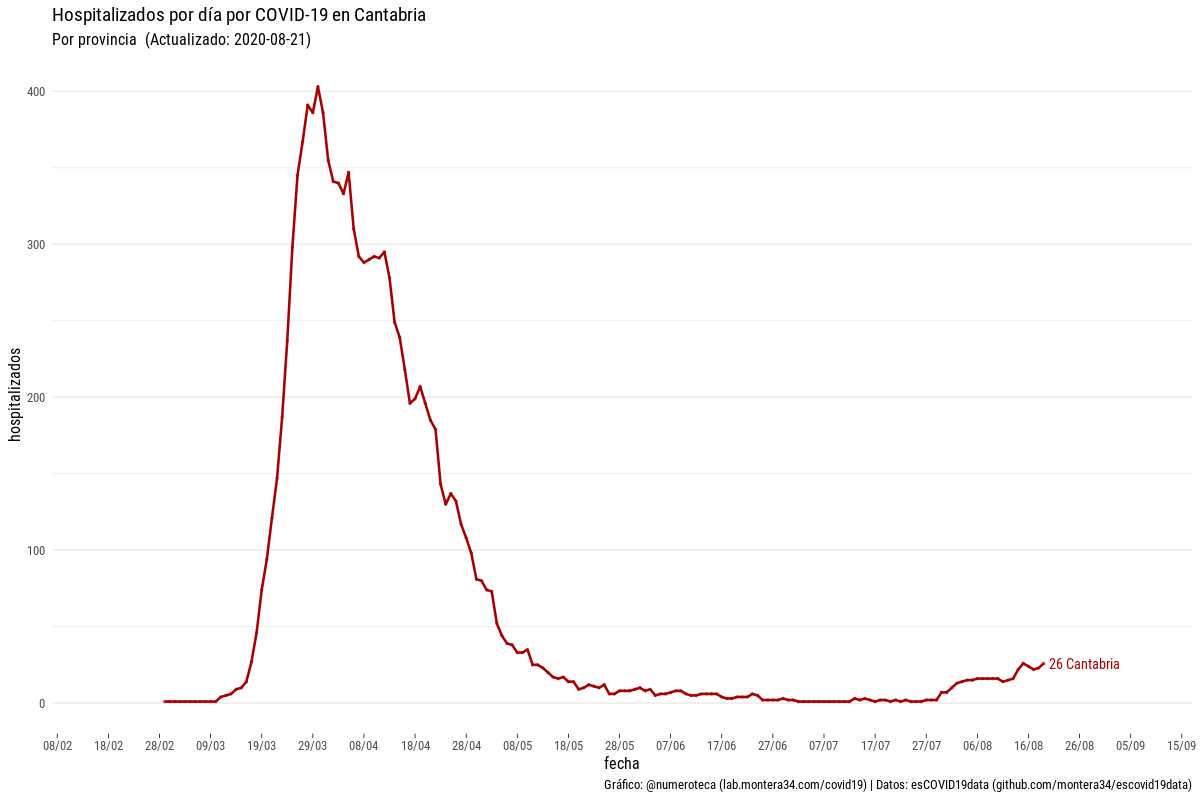 Hospitalizados por día por COVID-19 en Cantabria
Por provincia (Actualizado: 2020-08-21)
hospitalizados
400
300
200
100
0
26 Cantabria
08/02 18/02 28/02 09/03 19/03 29/03 08/04 18/04 28/04 08/05 18/05 28/05 07/06 17/06 27/06 07/07 17/07 27/07 06/08 16/08 26/08 05/09 15/09
fecha
Gráfico: @numeroteca (lab.montera34.com/covid19) | Datos: esCOVID19data (github.com/montera34/escovid19data)